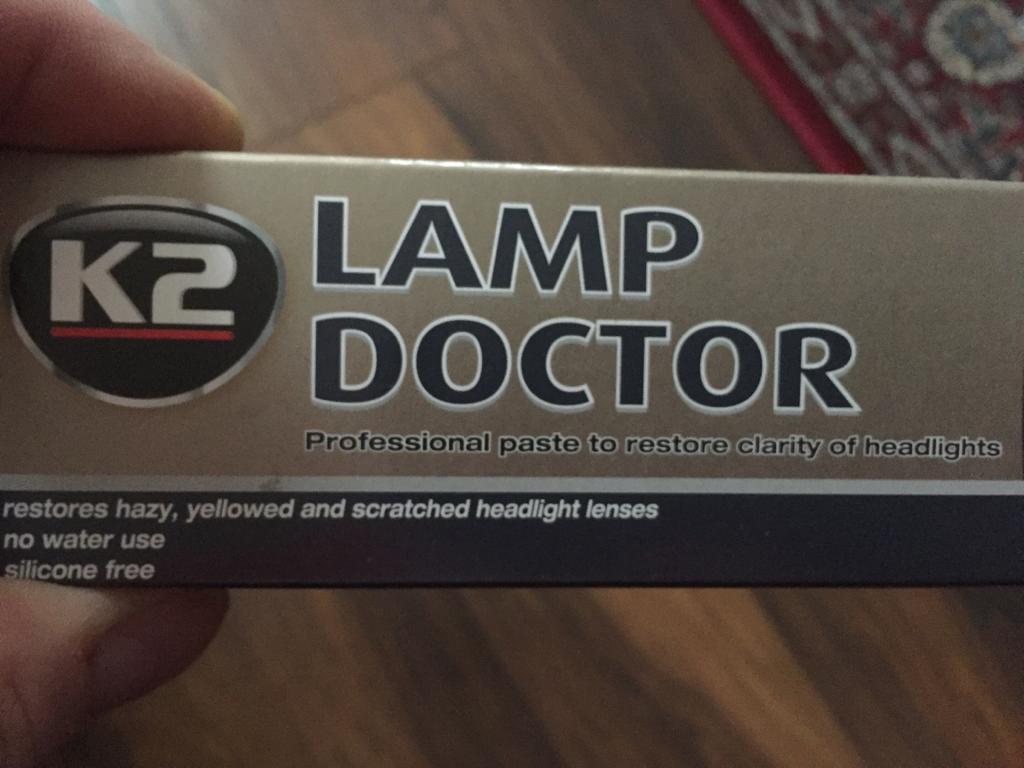 K2
LAMP
DOCTOR
Professional paste to restore clarity of headlights
restores hazy, yellowed and scratched headlight lenses
no water use
silicone free